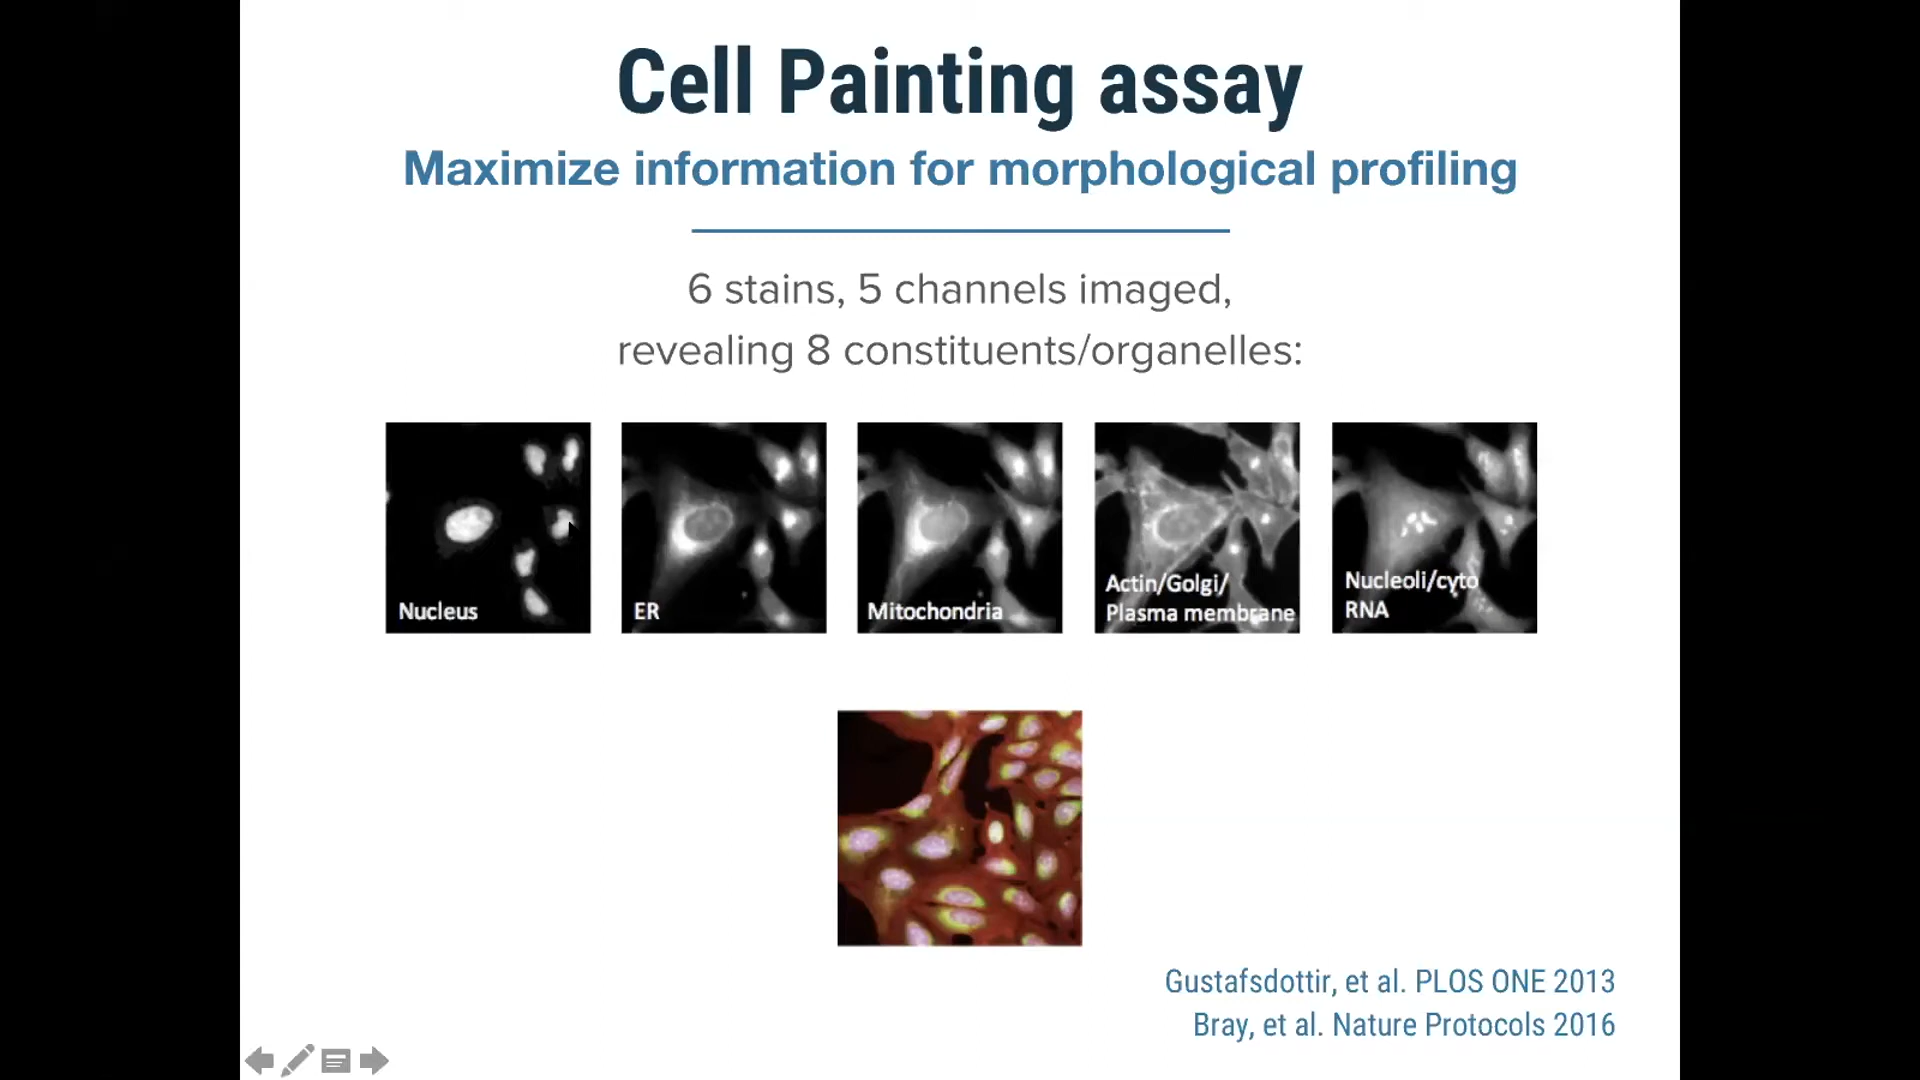 Cell Painting assay
Maximize information for morphological profiling
6 stains, 5 channels imaged,
revealing 8 constituents/organelles:
Nucleus
ER
Mitochondria
Actin/Golgi/
Plasma membrane
Nucleoli/cyto
RNA
Gustafsdottir, et al. PLOS ONE 2013
Bray, et al. Nature Protocols 2016